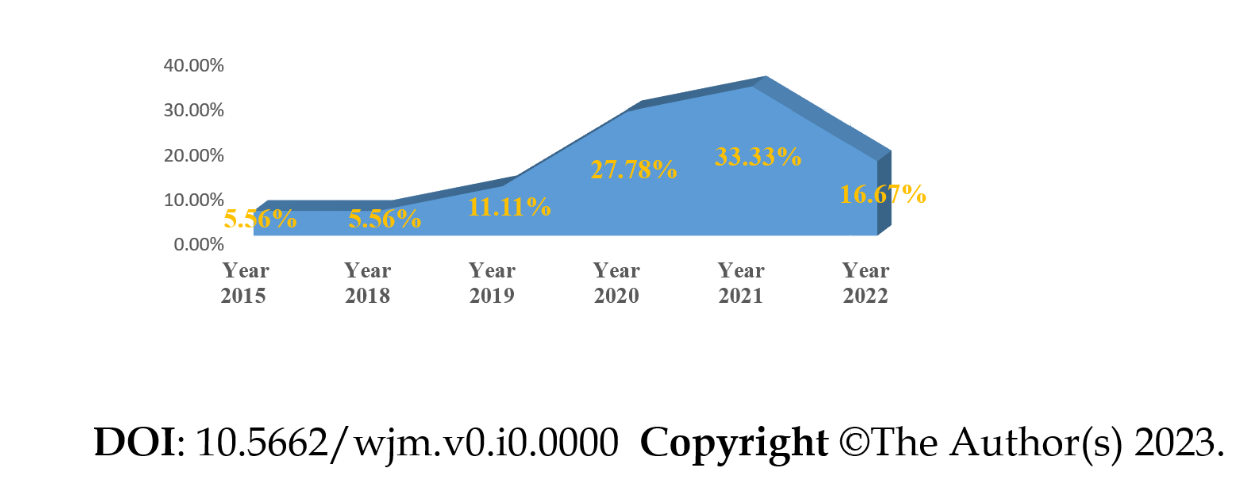 40.00%
30.00%
20.00%
10.00%
0.00%
5.56%
5.56%
11.11%
27.78%
33.33%
16.67%
Year
2015
Year
2018
Year
2019
Year
2020
Year
2021
Year
2022
DOI: 10.5662/wjm.v0.i0.0000 Copyright ©The Author(s) 2023.